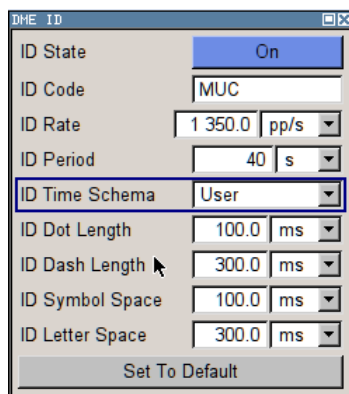 DME ID
ID State On
ID Code MUC
ID Rate 1 350.0 pp/s
ID Period 40 s
ID Time Schema User
ID Dot Length 100.0 ms
ID Dash Length 300.0 ms
ID Symbol Space 100.0 ms
ID Letter Space 300.0 ms
Set To Default